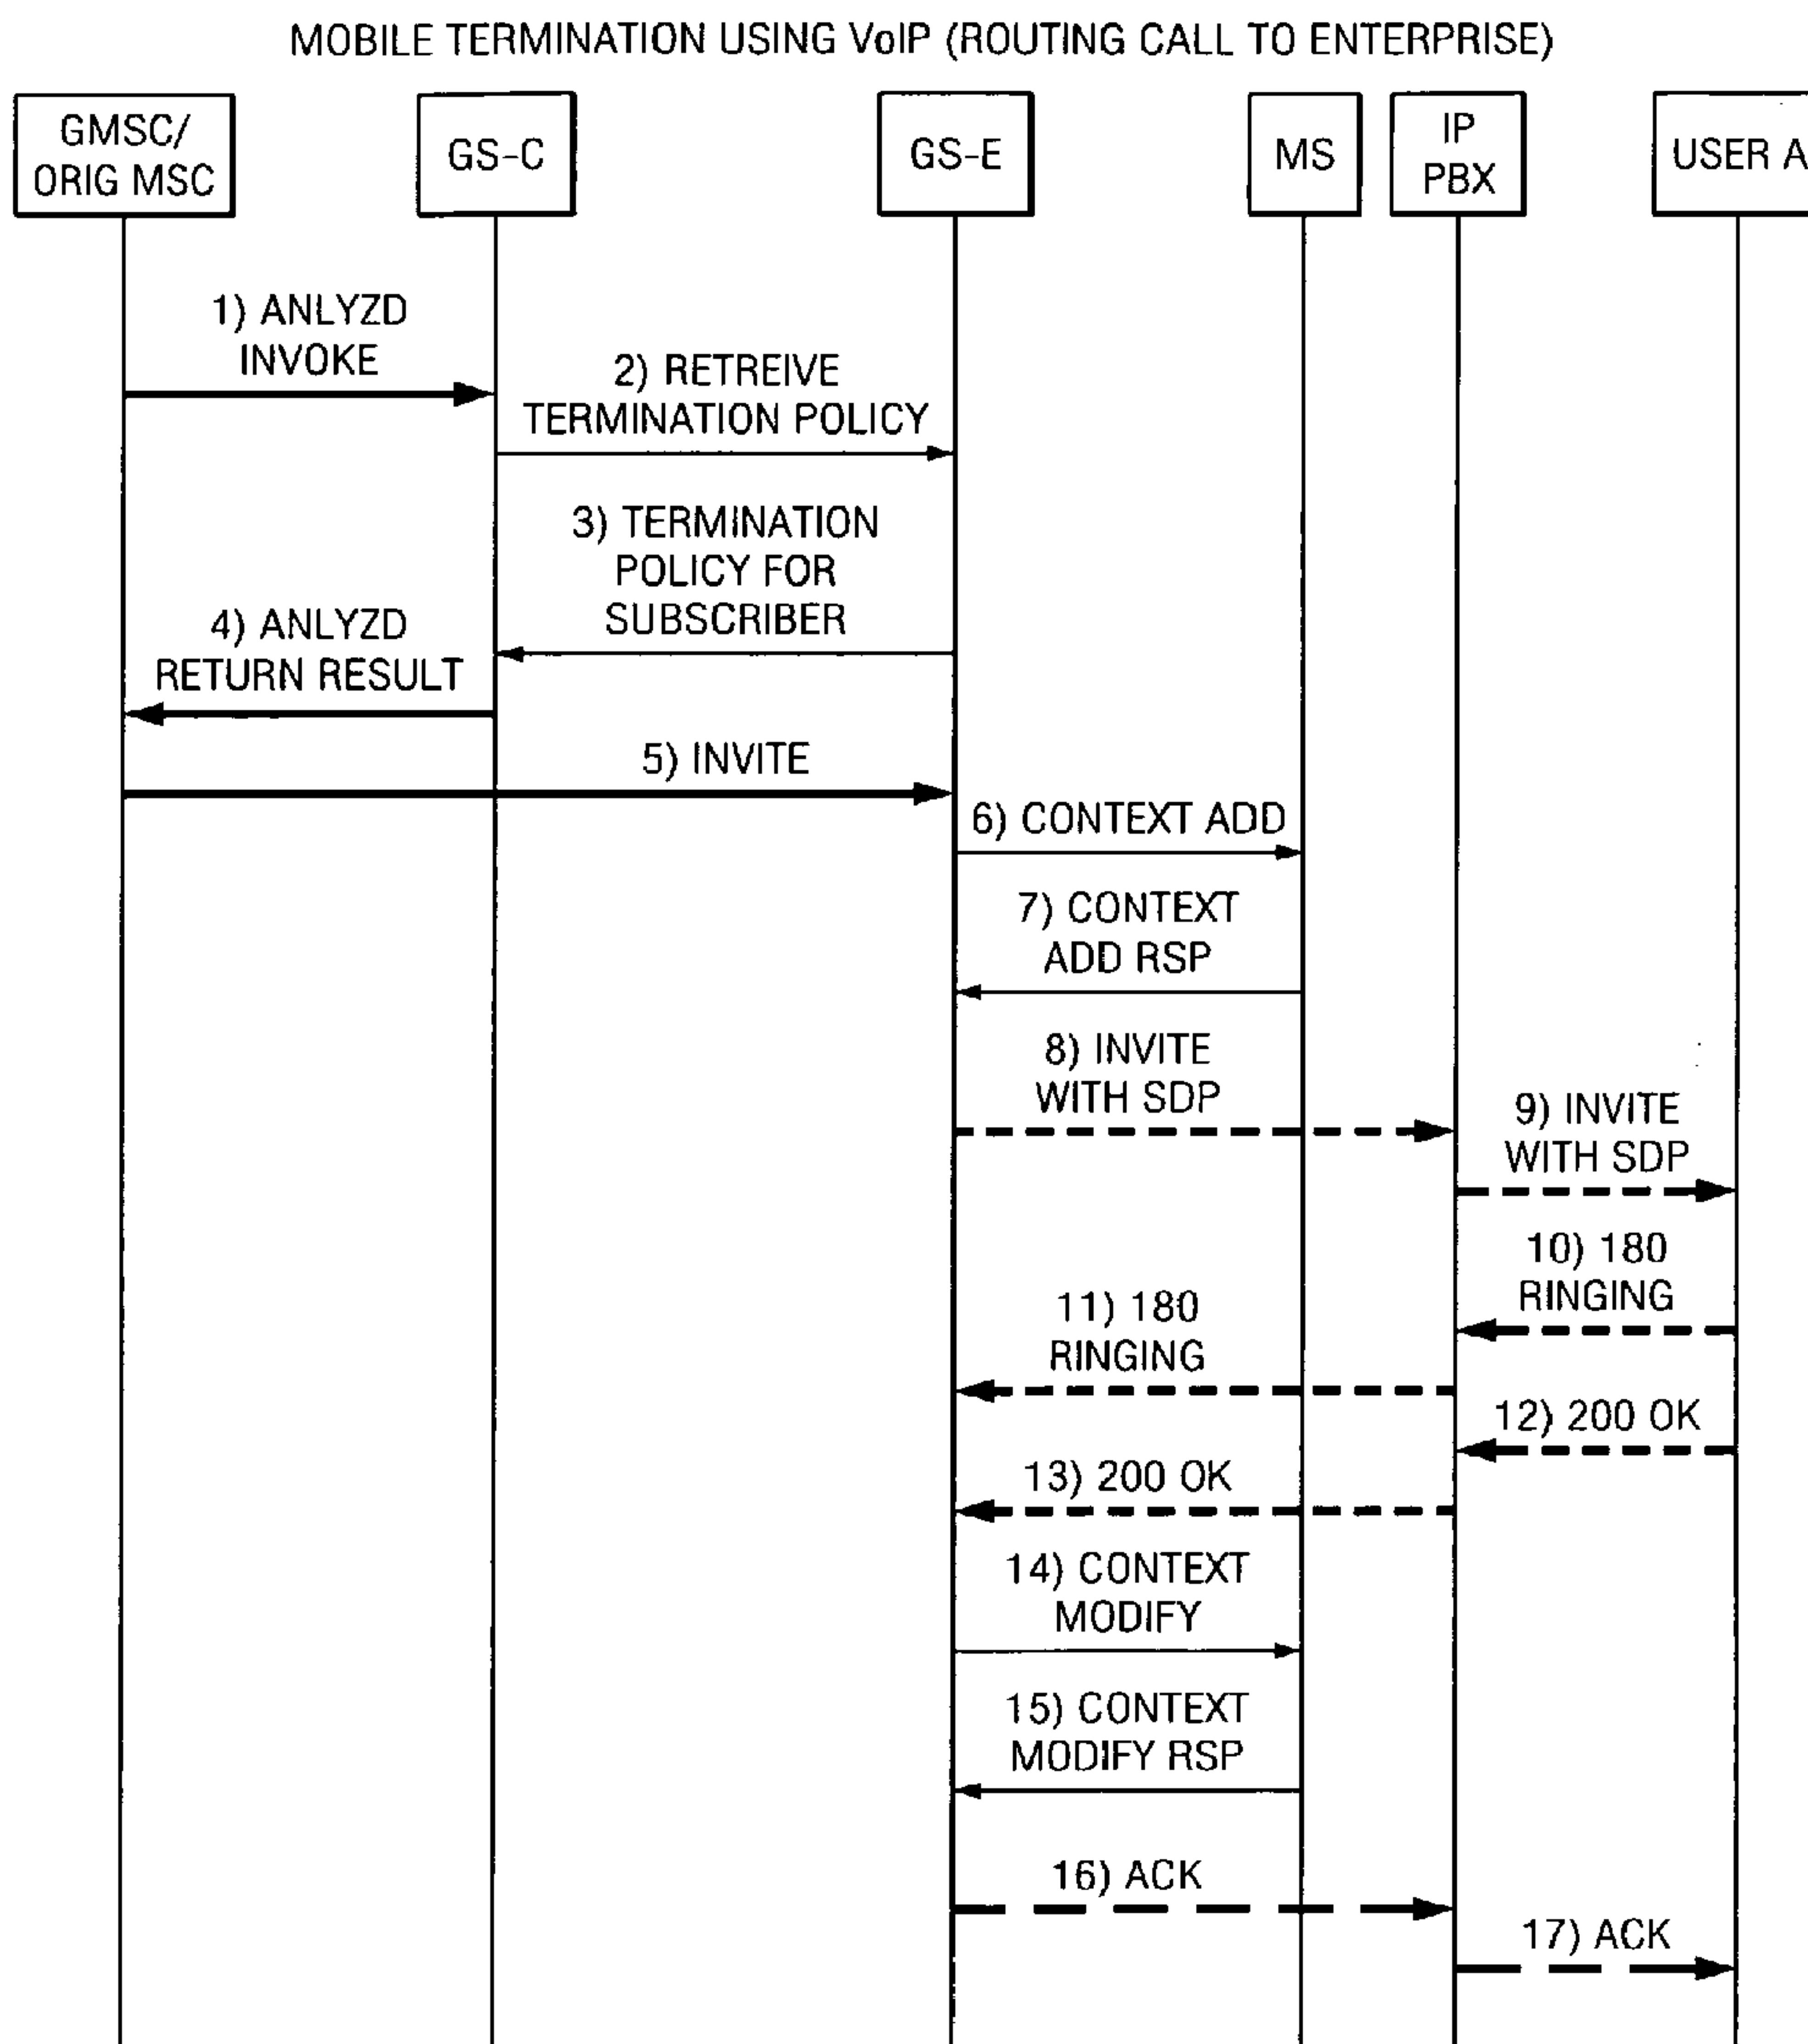 MOBILE TERMINATION USING VoIP (ROUTING CALL TO ENTERPRISE)
GMSC/
ORIG MSC
GS-C
GS-E
MS
IP
PBX
USER A
1) ANLYZD
INVOKE
2) RETREIVE
TERMINATION POLICY
3) TERMINATION
POLICY FOR
SUBSCRIBER
4) ANLYZD
RETURN RESULT
5) INVITE
6) CONTEXT ADD
7) CONTEXT
ADD RSP
8) INVITE
WITH SDP
9) INVITE
WITH SDP
10) 180
RINGING
11) 180
RINGING
12) 200 OK
13) 200 OK
14) CONTEXT
MODIFY
15) CONTEXT
MODIFY RSP
16) ACK
17) ACK